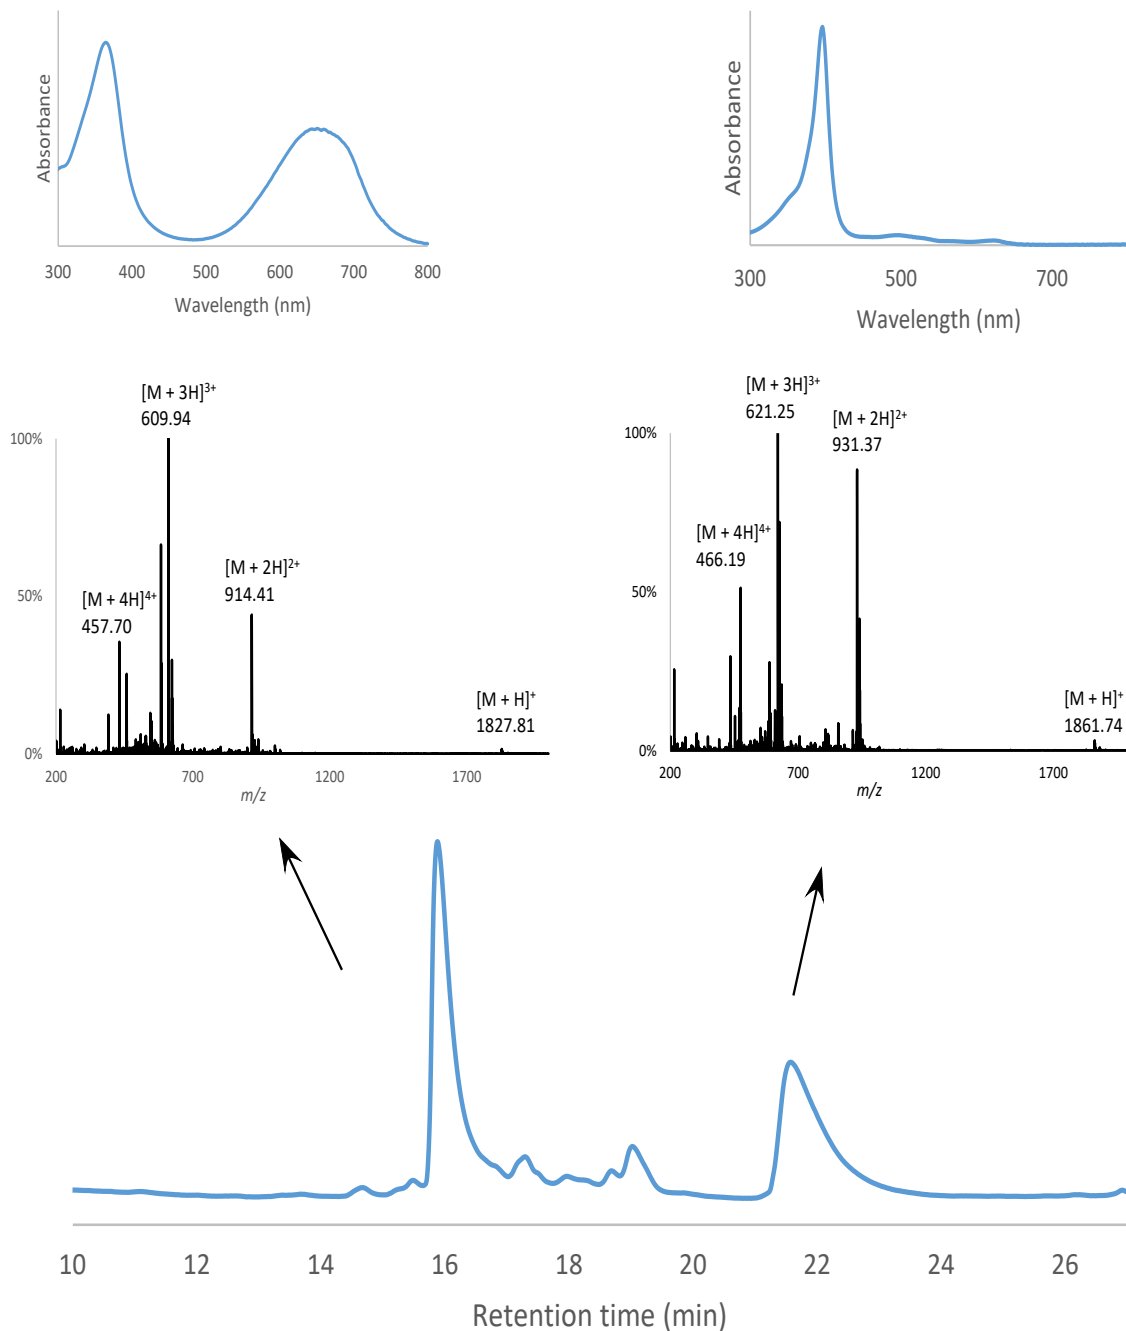 Absorbance
300 400 500 600 700 800
Wavelength (nm)
Absorbance
300 500 700
Wavelength (nm)
[M + 3H]3+
609.94
100%
[M + 2H]2+
914.41
[M + 4H]4+
457.70
50%
[M + H]+
1827.81
0%
200 700 1200 1700
m/z
[M + 3H]3+
621.25
[M + 2H]2+
931.37
100%
[M + 4H]4+
466.19
50%
[M + H]+
1861.74
0%
200 700 1200 1700
m/z
10 12 14 16 18 20 22 24 26
Retention time (min)